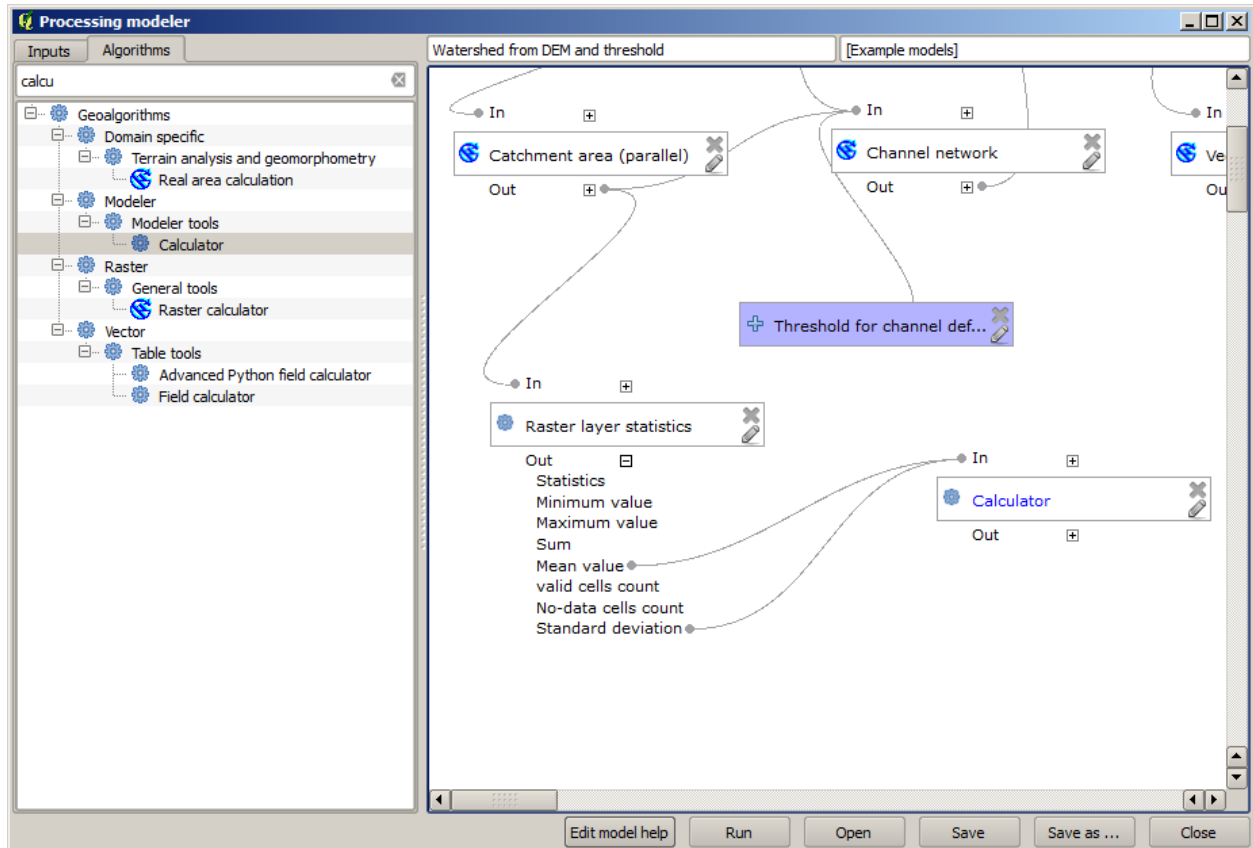 Processing modeler
Inputs Algorithms
calcu
Geoalgorithms
Domain specific
Terrain analysis and geomorphometry
Real area calculation
Modeler
Modeler tools
Calculator
Raster
General tools
Raster calculator
Vector
Table tools
Advanced Python field calculator
Field calculator
Watershed from DEM and threshold [Example models]
In In In
Catchment area (parallel) Channel network Ve
Out Out Ou
Threshold for channel def...
In
Raster layer statistics
Out
Statistics
Minimum value
Maximum value
Sum
Mean value
valid cells count
No-data cells count
Standard deviation
In
Calculator
Out
Edit model help Run Open Save Save as ... Close